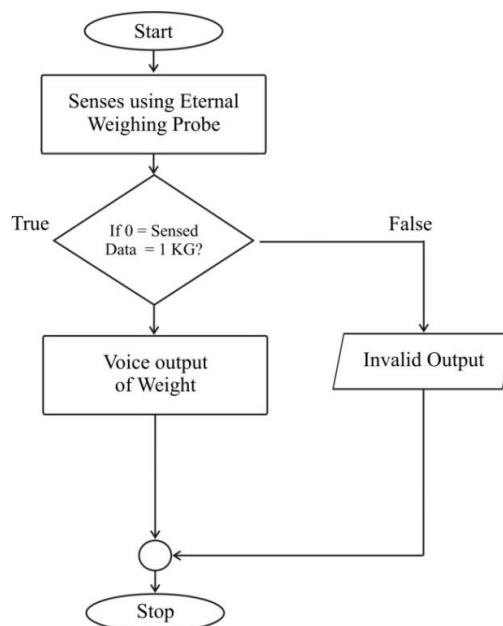 Start
Senses using Eternal
Weighing Probe
True
If 0 = Sensed
Data = 1 KG?
False
Voice output
of Weight
Invalid Output
Stop